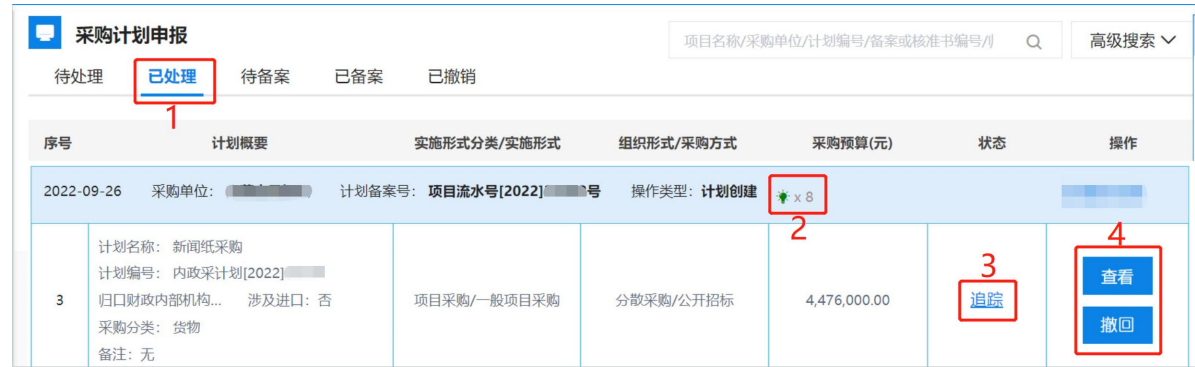 采购计划申报
项目名称/采购单位/计划编号/备案或核准书编号/
高级搜索
待处理 已处理 待备案 已备案 已撤销
1
序号 计划概要 实施形式分类/实施形式 组织形式/采购方式 采购预算(元) 状态 操作
2022-09-26 采购单位： 计划备案号：项目流水号[2022] 号 操作类型：计划创建 x 8
2
3
4
计划名称： 新闻纸采购
计划编号： 内政采计划[2022]
3 归口财政内部机构... 涉及进口：否 项目采购/一般项目采购 分散采购/公开招标 4,476,000.00 追踪
采购分类： 货物
备注：无
查看
撤回